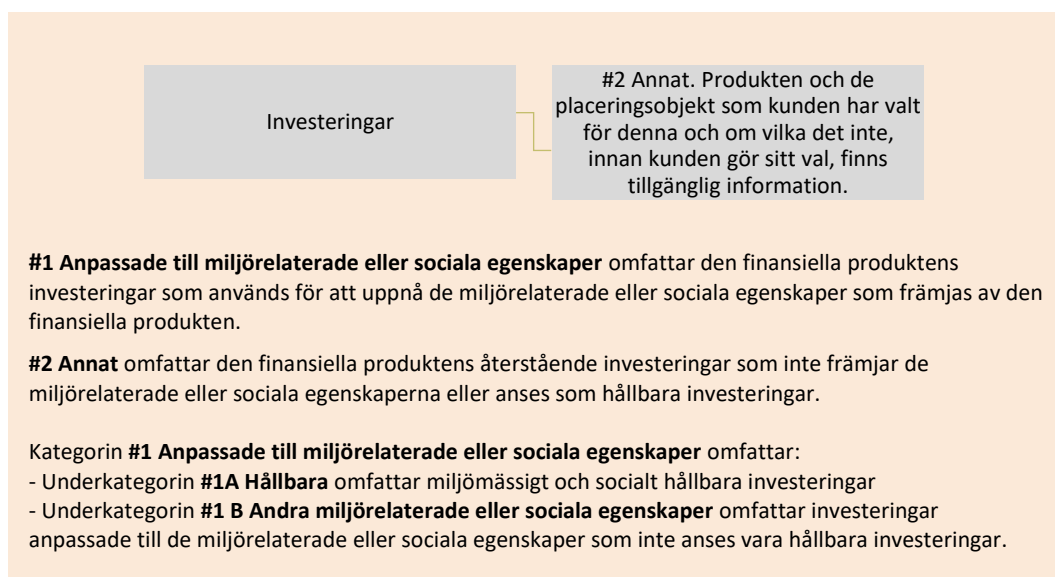 Investeringar
#2 Annat. Produkten och de
placeringsobjekt som kunden har valt
för denna och om vilka det inte,
innan kunden gör sitt val, finns
tillgänglig information.
#1 Anpassade till miljörelaterade eller sociala egenskaper omfattar den finansiella produktens
investeringar som används för att uppnå de miljörelaterade eller sociala egenskaper som främjas av den
finansiella produkten.
#2 Annat omfattar den finansiella produktens återstående investeringar som inte främjar de
miljörelaterade eller sociala egenskaperna eller anses som hållbara investeringar.
Kategorin #1 Anpassade till miljörelaterade eller sociala egenskaper omfattar:
- Underkategorin #1A Hållbara omfattar miljömässigt och socialt hållbara investeringar
- Underkategorin #1 B Andra miljörelaterade eller sociala egenskaper omfattar investeringar
anpassade till de miljörelaterade eller sociala egenskaper som inte anses vara hållbara investeringar.